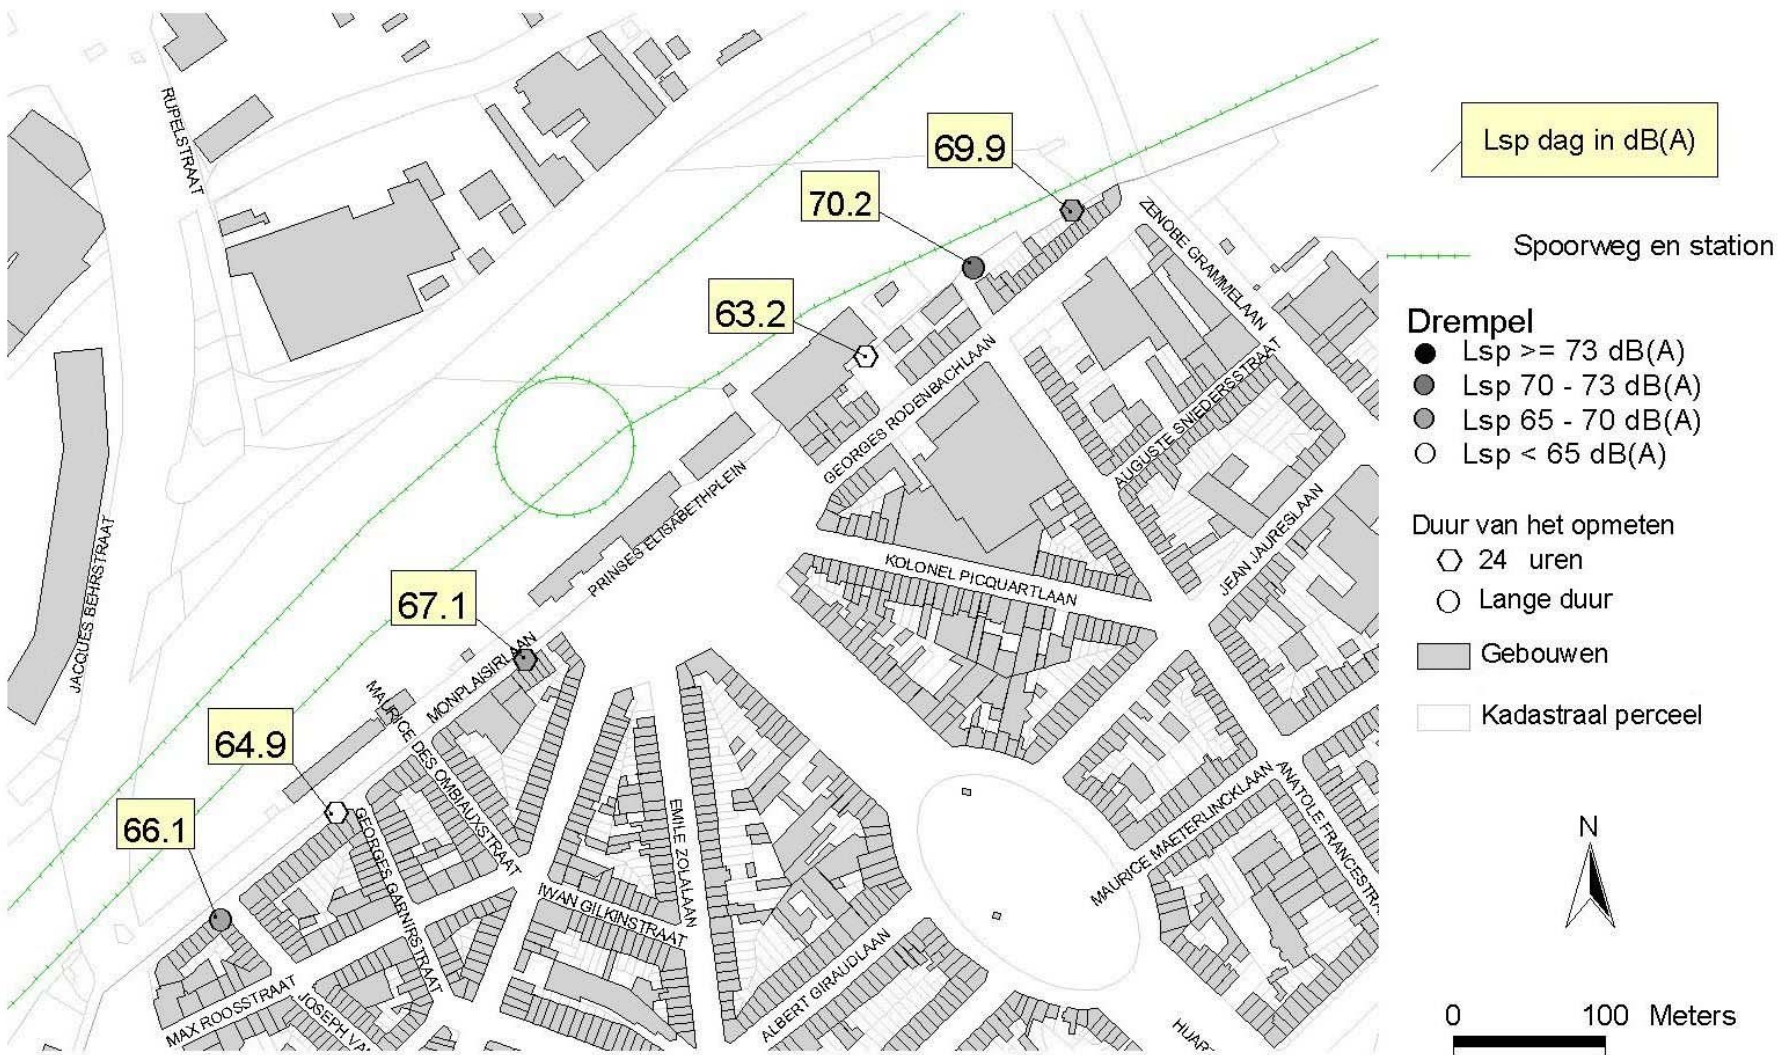 RUPELSTRAAT
69.9
70.2
63.2
67.1
64.9
66.1
ZENOBE GRAMMELAAN
GEORGES RODENBACHLAAN
AUGUSTE SNIEDERSSTRAAT
JEAN JAURESLAAN
PRINSES ELISABETHPLEIN
KOLONEL PICQUARTLAAN
JACQUES BEHRSTRAAT
MONPLAISIRLAAN
MAURICE DES OMBIAUXSTRAAT
GEORGES GARNIRSTRAAT
EMILE ZOLALAAN
IWAN GILKINSTRAAT
MAURICE MAETERLINCKLAAN
ANATOLE FRANCESTRA
ALBERT GIRAUDLAAN
MAX ROOSSTRAAT
JOSEPH VAN
HUAR
Lsp dag in dB(A)
Spoorweg en station
Drempel
Lsp >= 73 dB(A)
Lsp 70 - 73 dB(A)
Lsp 65 - 70 dB(A)
Lsp < 65 dB(A)
Duur van het opmeten
24 uren
Lange duur
Gebouwen
Kadastraal perceel
N
0 100 Meters